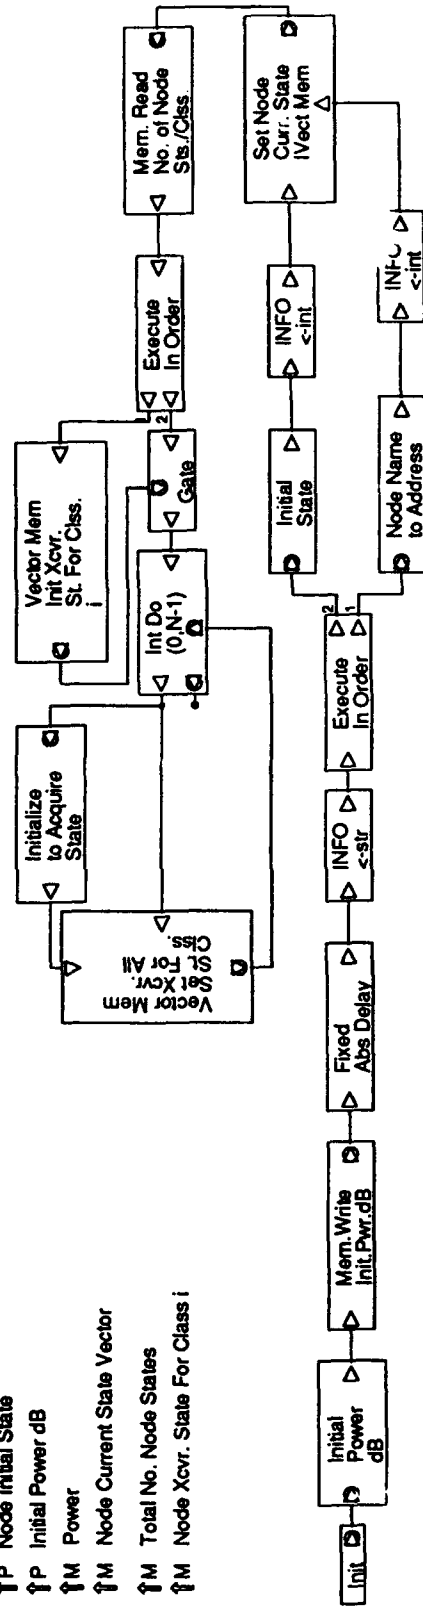 ↑P Node Initial State
↑P Initial Power dB
↑M Power
↑M Node Current State Vector
↑M Total No. Node States
↑M Node Xcvr. State For Class i
Init
Initial
Power
dB
Mem.Write
Init.Pwr.dB
Fixed
Abs Delay
INFO
<-str
Execute
In Order
2
1
Initial
State
INFO
<-int
Node Name
to Address
INFO
<-int
Set Node
Curr. State
IVect Mem
Mem. Read
No. of Node
Sts./Clss.
Execute
In Order
1
2
Vector Mem
Init Xcvr.
St. For Clss.
i
Gate
Int Do
(0,N-1)
Initialize
to Acquire
State
Vector Mem
Set Xcvr.
St. For All
Clss.